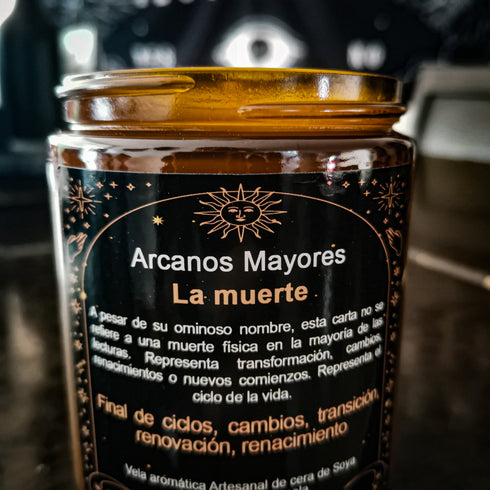 Arcanos Mayores
La muerte
A pesar de su ominoso nombre, esta carta no se
refiere a una muerte física en la mayoría de las
lecturas. Representa transformación, cambios,
renacimientos o nuevos comienzos. Representa el
ciclo de la vida.
Final de ciclos, cambios, transición,
renovación, renacimiento
Vela aromática Artesanal de cera de Soya